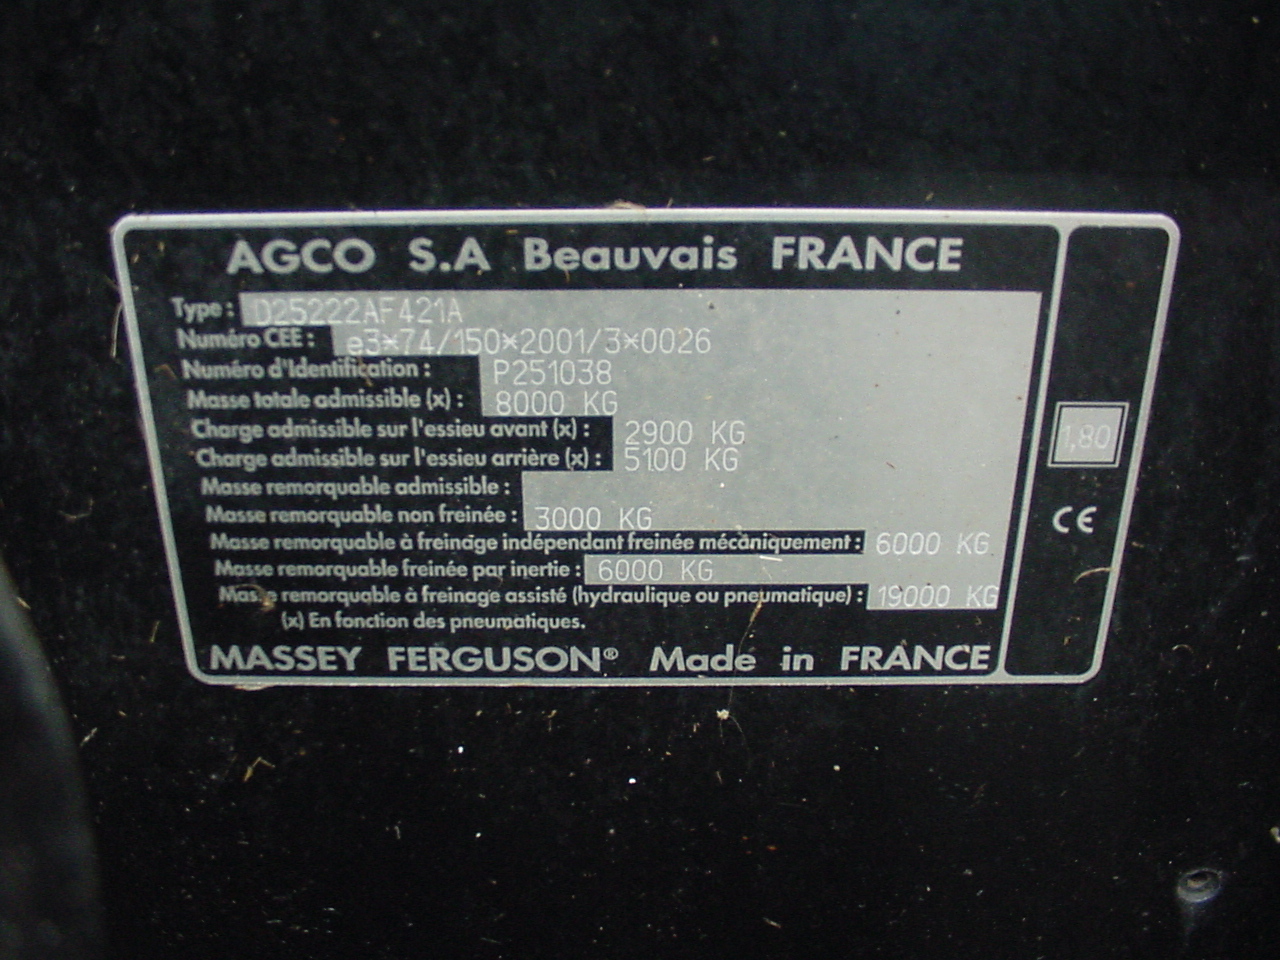 AGCO S.A Beauvais FRANCE
Type : D25222AF421A
Numéro CEE : e3*74/150*2001/3*0026
Numéro d'Identification : P251038
Masse totale admissible (x) : 8000 KG
Charge admissible sur l'essieu avant (x) : 2900 KG
Charge admissible sur l'essieu arrière (x) : 5100 KG
Masse remorquable admissible :
Masse remorquable non freinée : 3000 KG
Masse remorquable à freinage indépendant freinée mécaniquement : 6000 KG
Masse remorquable freinée par inertie : 6000 KG
Masse remorquable à freinage assisté (hydraulique ou pneumatique) : 19000 KG
(x) En fonction des pneumatiques.
MASSEY FERGUSON® Made in FRANCE
1,80
CE